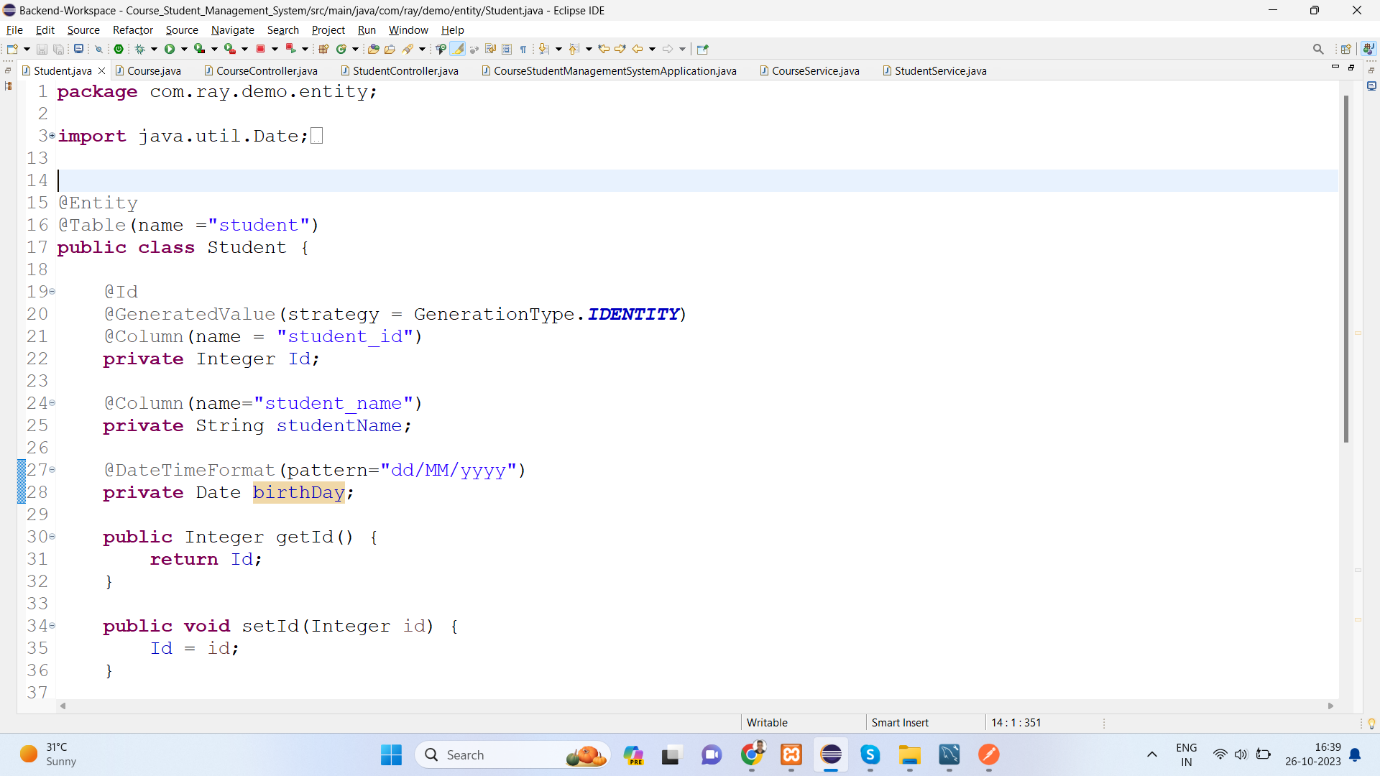 Backend-Workspace - Course_Student_Management_System/src/main/java/com/ray/demo/entity/Student.java - Eclipse IDE
File Edit Source Refactor Source Navigate Search Project Run Window Help
Student.java Course.java CourseController.java StudentController.java CourseStudentManagementSystemApplication.java CourseService.java StudentService.java
1 package com.ray.demo.entity;
2
3 import java.util.Date;
13
14
15 @Entity
16 @Table(name ="student")
17 public class Student {
18
19 @Id
20 @GeneratedValue(strategy = GenerationType.IDENTITY)
21 @Column(name = "student_id")
22 private Integer Id;
23
24 @Column(name="student_name")
25 private String studentName;
26
27 @DateTimeFormat(pattern="dd/MM/yyyy")
28 private Date birthDay;
29
30 public Integer getId() {
31 return Id;
32 }
33
34 public void setId(Integer id) {
35 Id = id;
36 }
37
Writable Smart Insert 14 : 1 : 351
31°C
Sunny
Search
PRE
ENG
IN
16:39
26-10-2023